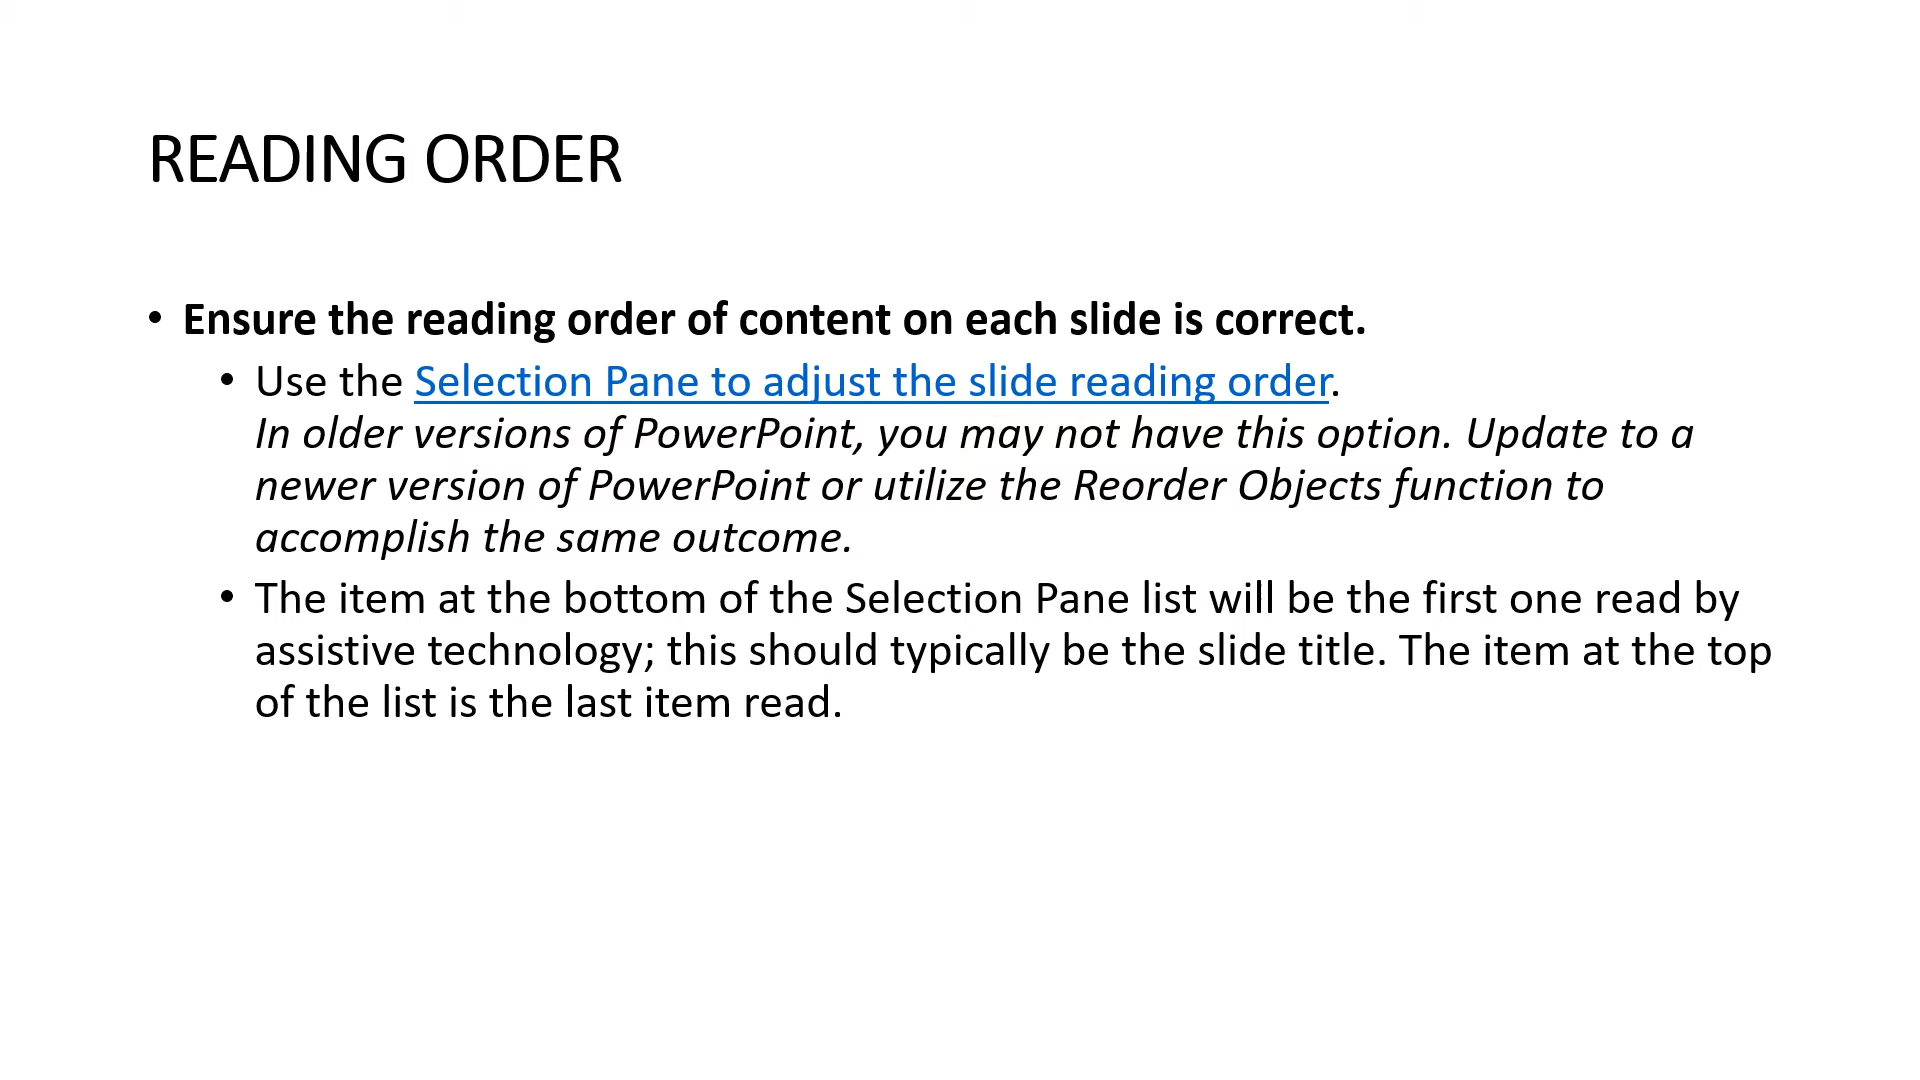 READING ORDER
• Ensure the reading order of content on each slide is correct.
• Use the Selection Pane to adjust the slide reading order.
In older versions of PowerPoint, you may not have this option. Update to a
newer version of PowerPoint or utilize the Reorder Objects function to
accomplish the same outcome.
• The item at the bottom of the Selection Pane list will be the first one read by
assistive technology; this should typically be the slide title. The item at the top
of the list is the last item read.